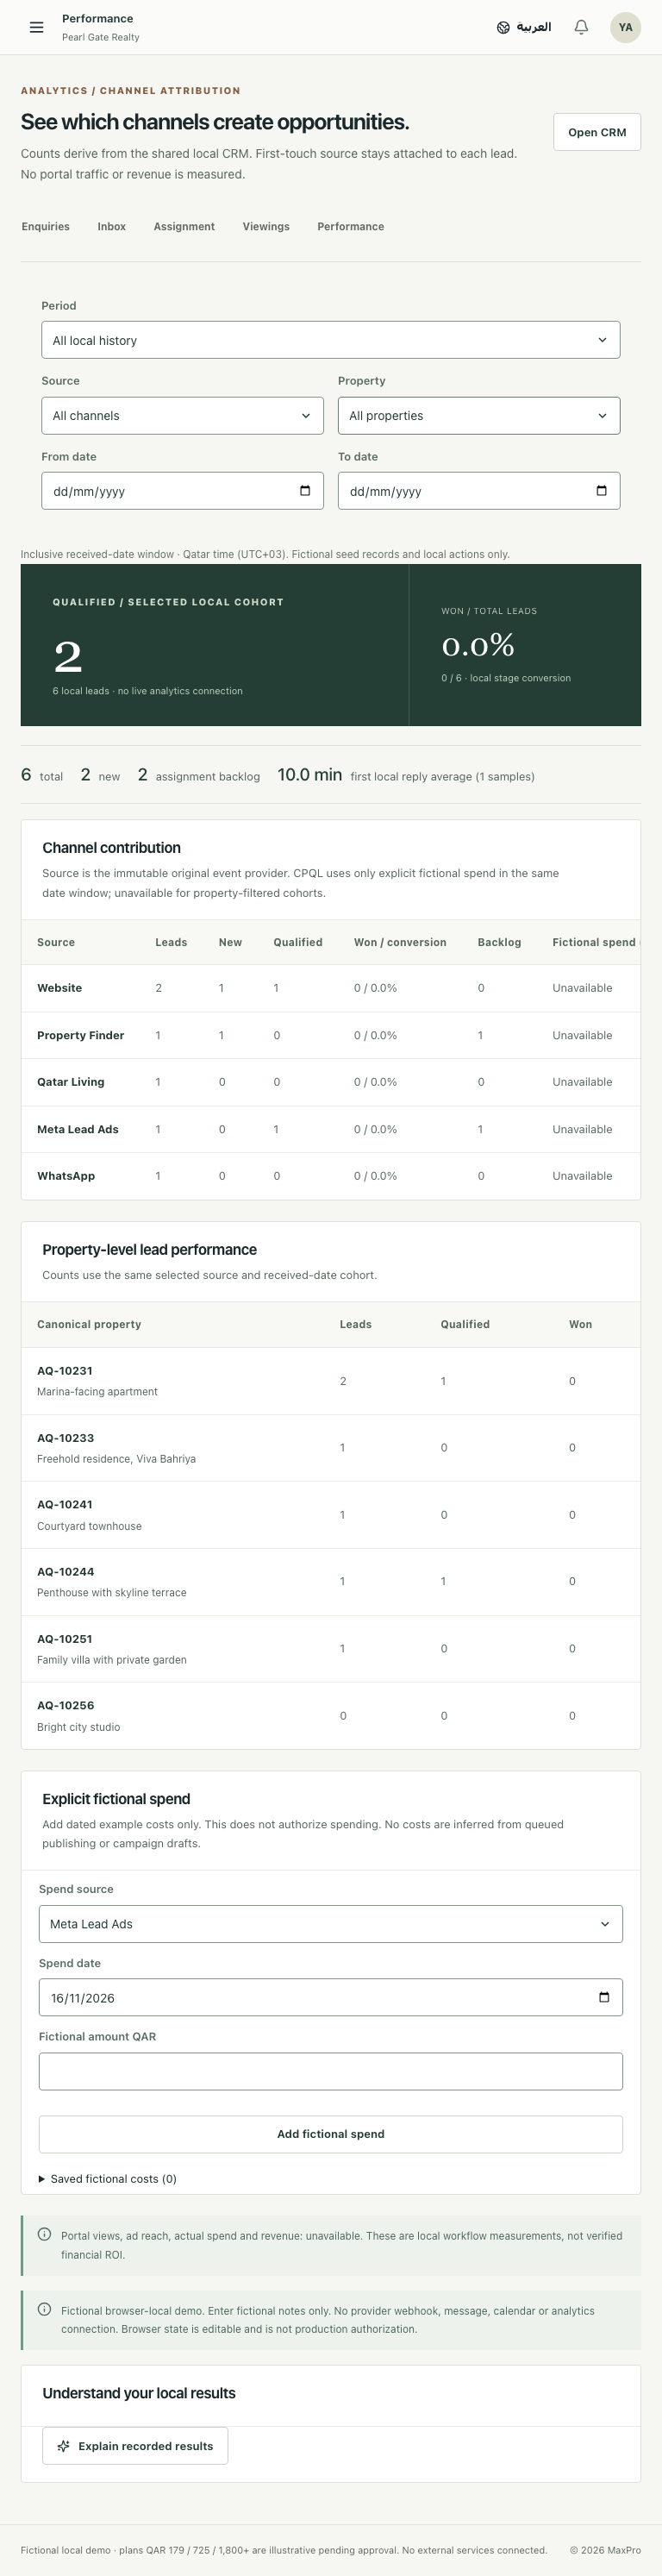 Performance
Pearl Gate Realty
العربية
YA
ANALYTICS / CHANNEL ATTRIBUTION
See which channels create opportunities.
Counts derive from the shared local CRM. First-touch source stays attached to each lead.
No portal traffic or revenue is measured.
Open CRM
Enquiries Inbox Assignment Viewings Performance
Period
All local history
Source Property
All channels All properties
From date To date
dd/mm/yyyy dd/mm/yyyy
Inclusive received-date window · Qatar time (UTC+03). Fictional seed records and local actions only.
QUALIFIED / SELECTED LOCAL COHORT
2
6 local leads · no live analytics connection
WON / TOTAL LEADS
0.0%
0 / 6 · local stage conversion
6 total 2 new 2 assignment backlog 10.0 min first local reply average (1 samples)
Channel contribution
Source is the immutable original event provider. CPQL uses only explicit fictional spend in the same
date window; unavailable for property-filtered cohorts.
Source Leads New Qualified Won / conversion Backlog Fictional spend
Website 2 1 1 0 / 0.0% 0 Unavailable
Property Finder 1 1 0 0 / 0.0% 1 Unavailable
Qatar Living 1 0 0 0 / 0.0% 0 Unavailable
Meta Lead Ads 1 0 1 0 / 0.0% 1 Unavailable
WhatsApp 1 0 0 0 / 0.0% 0 Unavailable
Property-level lead performance
Counts use the same selected source and received-date cohort.
Canonical property Leads Qualified Won
AQ-10231
Marina-facing apartment
2 1 0
AQ-10233
Freehold residence, Viva Bahriya
1 0 0
AQ-10241
Courtyard townhouse
1 0 0
AQ-10244
Penthouse with skyline terrace
1 1 0
AQ-10251
Family villa with private garden
1 0 0
AQ-10256
Bright city studio
0 0 0
Explicit fictional spend
Add dated example costs only. This does not authorize spending. No costs are inferred from queued
publishing or campaign drafts.
Spend source
Meta Lead Ads
Spend date
16/11/2026
Fictional amount QAR
Add fictional spend
Saved fictional costs (0)
Portal views, ad reach, actual spend and revenue: unavailable. These are local workflow measurements, not verified
financial ROI.
Fictional browser-local demo. Enter fictional notes only. No provider webhook, message, calendar or analytics
connection. Browser state is editable and is not production authorization.
Understand your local results
Explain recorded results
Fictional local demo · plans QAR 179 / 725 / 1,800+ are illustrative pending approval. No external services connected.
© 2026 MaxPro